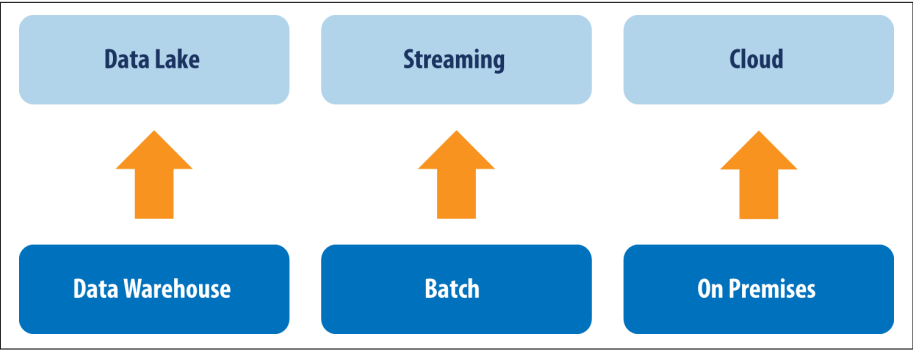 Data Lake
Streaming
Cloud
Data Warehouse
Batch
On Premises